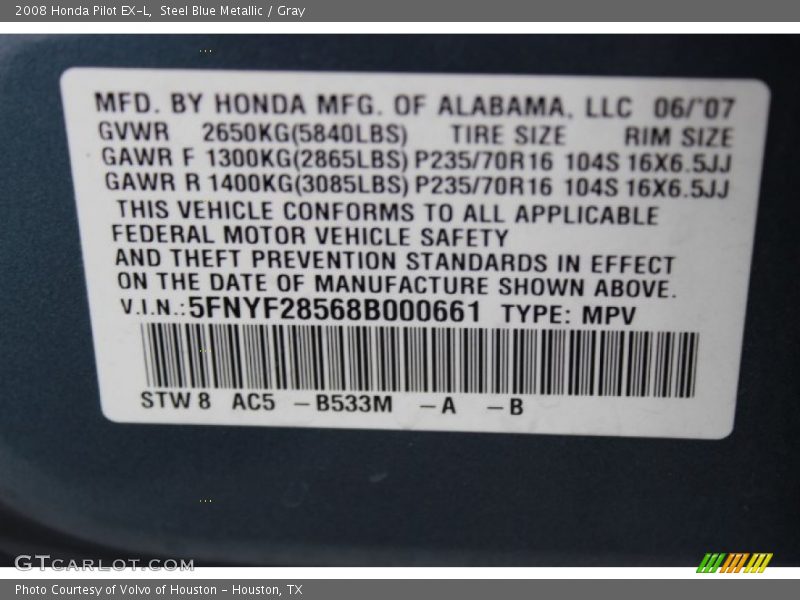 2008 Honda Pilot EX-L, Steel Blue Metallic / Gray
MFD. BY HONDA MFG. OF ALABAMA, LLC 06/'07
GVWR 2650KG(5840LBS) TIRE SIZE RIM SIZE
GAWR F 1300KG(2865LBS) P235/70R16 104S 16X6.5JJ
GAWR R 1400KG(3085LBS) P235/70R16 104S 16X6.5JJ
THIS VEHICLE CONFORMS TO ALL APPLICABLE
FEDERAL MOTOR VEHICLE SAFETY
AND THEFT PREVENTION STANDARDS IN EFFECT
ON THE DATE OF MANUFACTURE SHOWN ABOVE.
V.I.N.:5FNYF28568B000661 TYPE: MPV
STW 8 AC5 – B533M – A – B
GTCARLOT.COM
Photo Courtesy of Volvo of Houston - Houston, TX